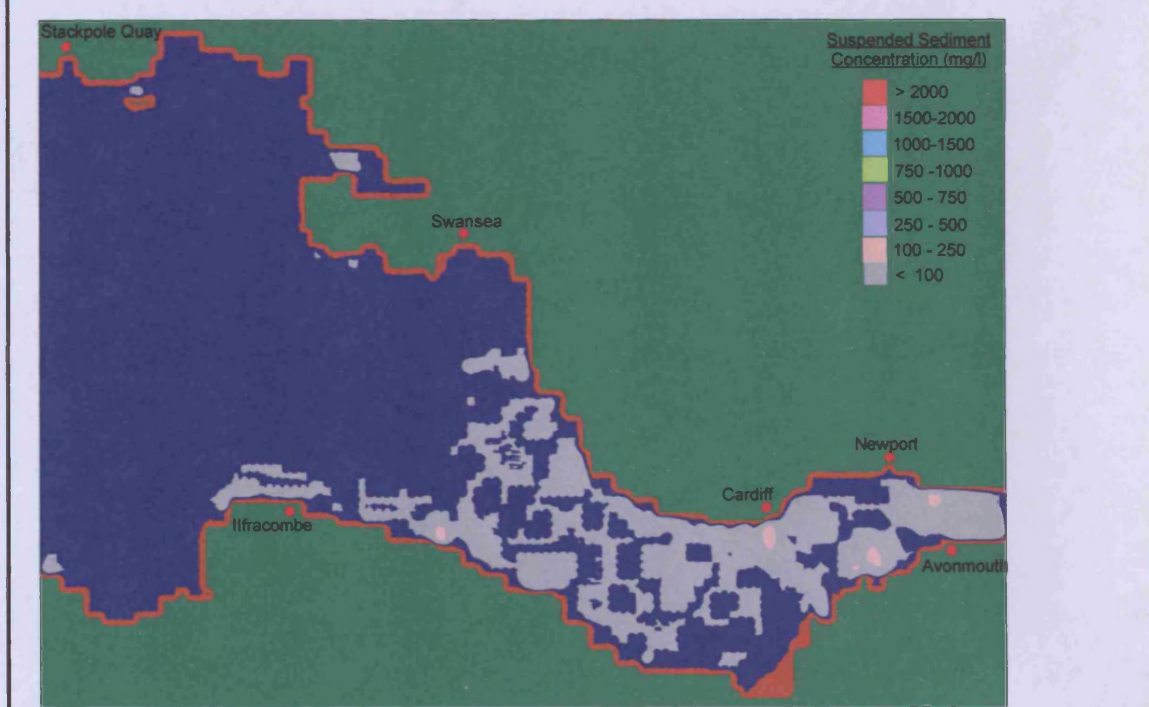 Stackpole Quay
Suspended Sediment
Concentration (mg/l)
> 2000
1500-2000
1000-1500
750 -1000
500 - 750
250 - 500
100 - 250
< 100
Swansea
Newport
Cardiff
Ilfracombe
Avonmouth